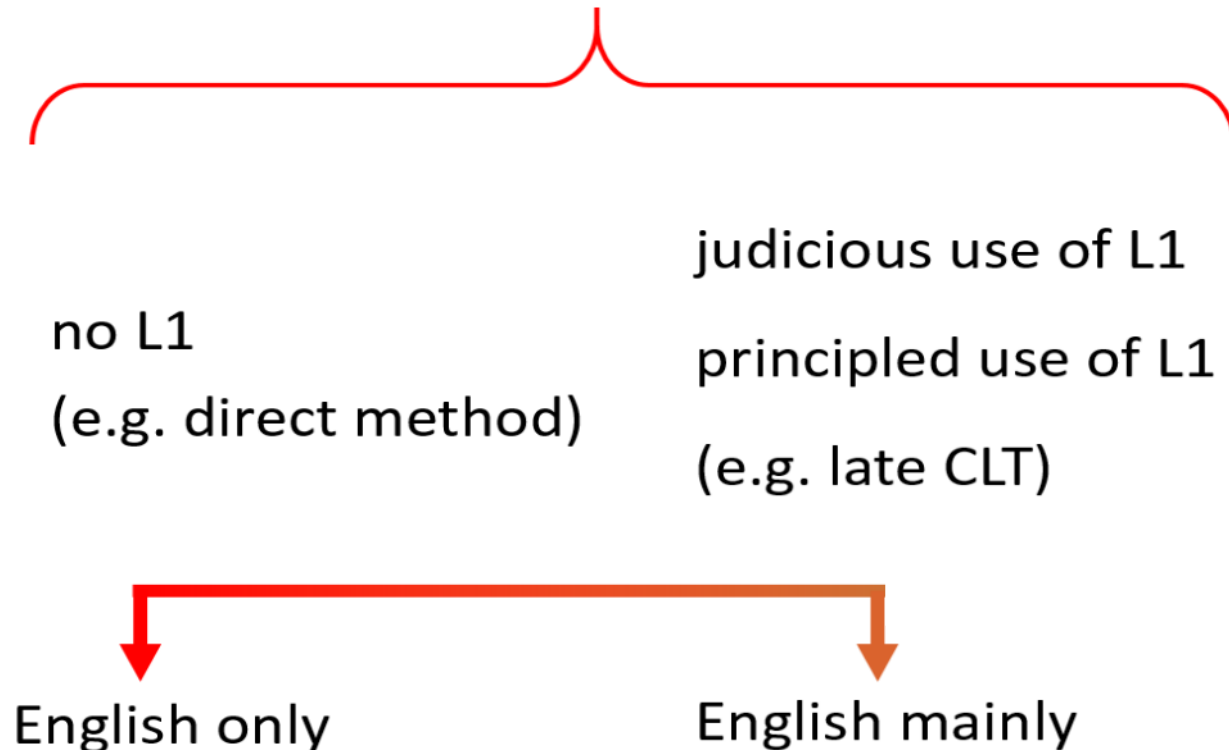 no L1
(e.g. direct method)
judicious use of L1
principled use of L1
(e.g. late CLT)
English only
English mainly